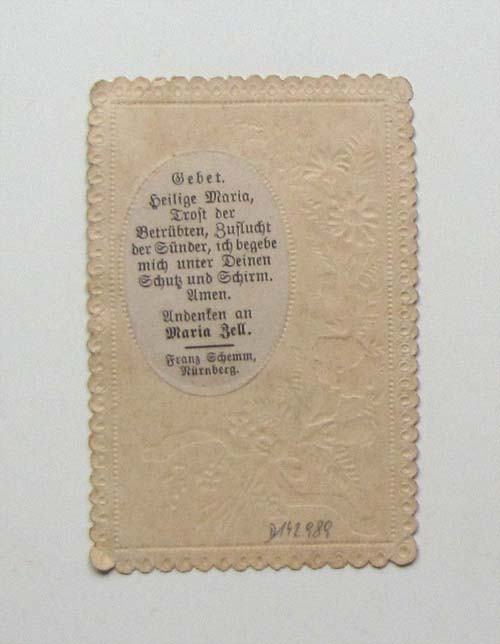 Gebet.
Heilige Maria,
Trost der
Betrübten, Zuflucht
der Sünder, ich begebe
mich unter Deinen
Schutz und Schirm.
Amen.
Andenken an
Maria Zell.
Franz Schemm,
Nürnberg.
D142.989